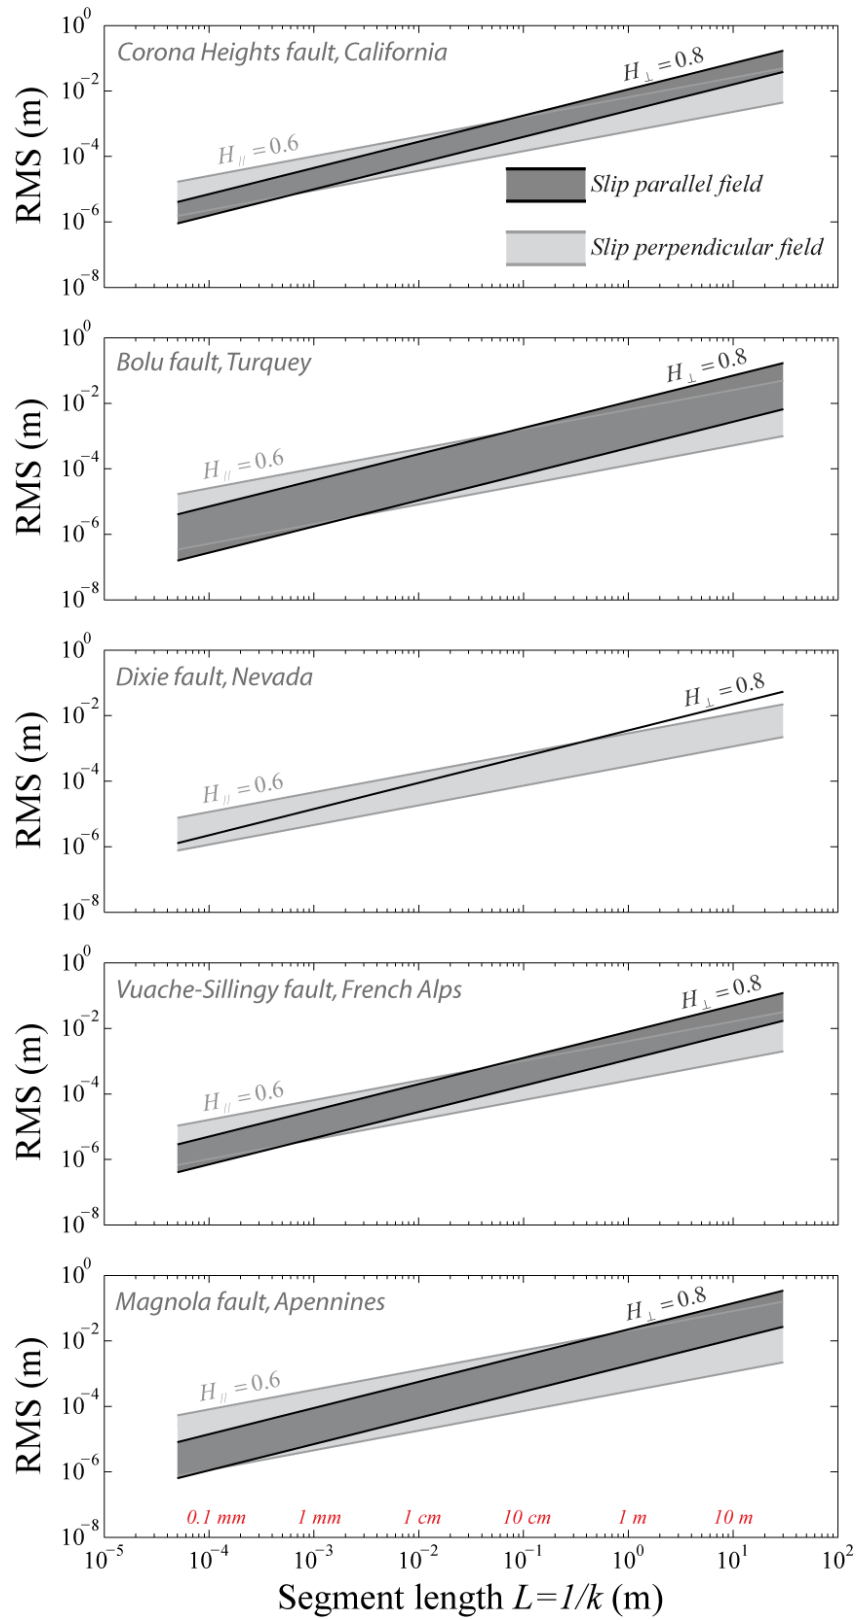 Corona Heights fault, California
H⊥ = 0.8
H// = 0.6
Slip parallel field
Slip perpendicular field
RMS (m)
10^0
10^-2
10^-4
10^-6
10^-8
Bolu fault, Turquey
H⊥ = 0.8
H// = 0.6
RMS (m)
10^0
10^-2
10^-4
10^-6
10^-8
Dixie fault, Nevada
H⊥ = 0.8
H// = 0.6
RMS (m)
10^0
10^-2
10^-4
10^-6
10^-8
Vuache-Sillingy fault, French Alps
H⊥ = 0.8
H// = 0.6
RMS (m)
10^0
10^-2
10^-4
10^-6
10^-8
Magnola fault, Apennines
H⊥ = 0.8
H// = 0.6
RMS (m)
10^0
10^-2
10^-4
10^-6
10^-8
0.1 mm 1 mm 1 cm 10 cm 1 m 10 m
10^-5 10^-4 10^-3 10^-2 10^-1 10^0 10^1 10^2
Segment length L=1/k (m)